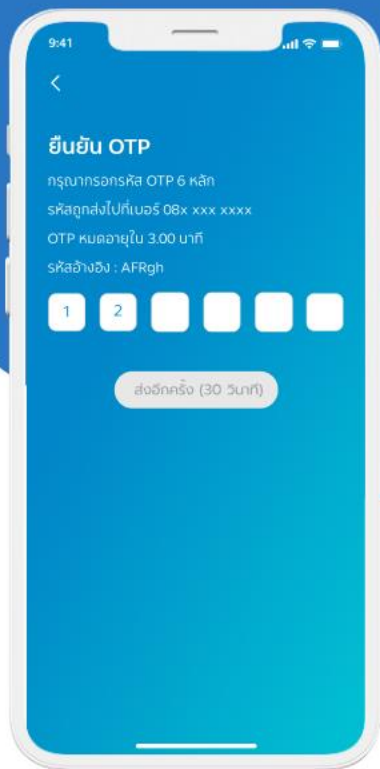 9:41
ยืนยัน OTP
กรุณากรอกรหัส OTP 6 หลัก
รหัสถูกส่งไปที่เบอร์ 08x xxx xxxx
OTP หมดอายุใน 3.00 นาที
รหัสอ้างอิง : AFRgh
1 2
ส่งอีกครั้ง (30 วินาที)